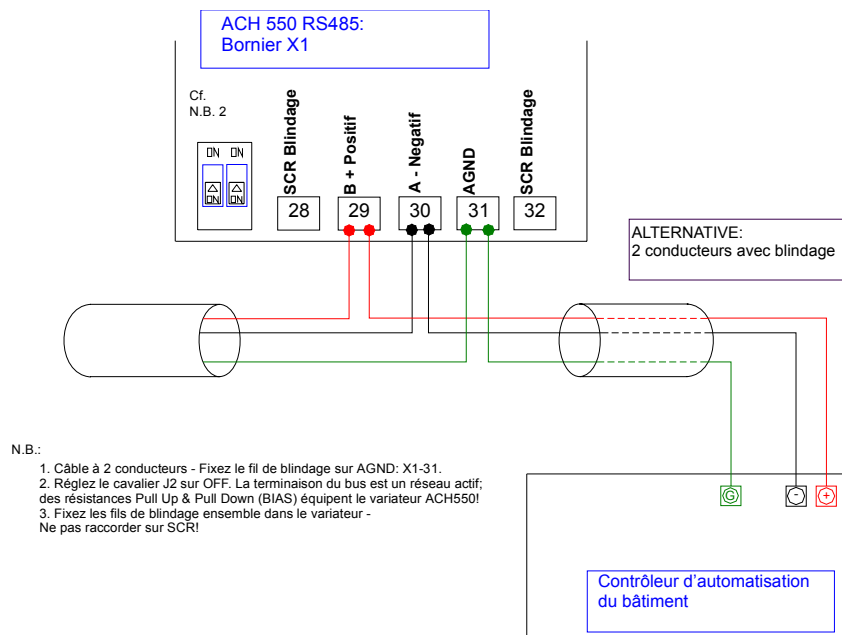 ACH 550 RS485:
Bornier X1
Cf.
N.B. 2
ON ON
ON ON
SCR Blindage
B + Positif
A - Negatif
AGND
SCR Blindage
28
29
30
31
32
ALTERNATIVE:
2 conducteurs avec blindage
N.B.:
1. Câble à 2 conducteurs - Fixez le fil de blindage sur AGND: X1-31.
2. Réglez le cavalier J2 sur OFF. La terminaison du bus est un réseau actif;
des résistances Pull Up & Pull Down (BIAS) équipent le variateur ACH550!
3. Fixez les fils de blindage ensemble dans le variateur -
Ne pas raccorder sur SCR!
G
-
+
Contrôleur d'automatisation
du bâtiment